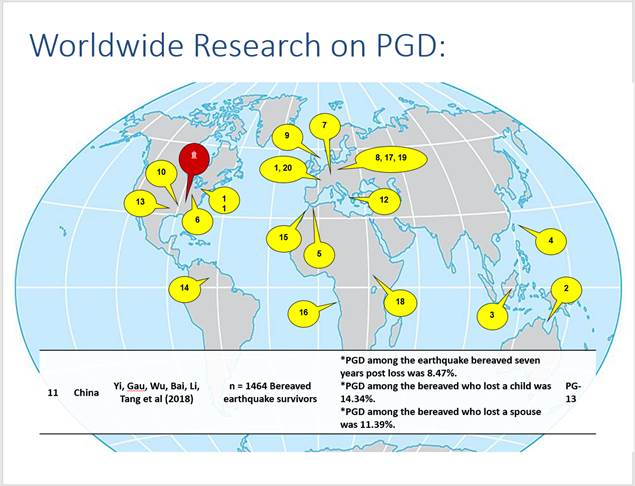 Worldwide Research on PGD:
7
9
8, 17, 19
1, 20
10
13
1
1
6
12
15
5
4
14
16
18
3
2
11 China Yi, Gau, Wu, Bai, Li,
Tang et al (2018)
n = 1464 Bereaved
earthquake survivors
*PGD among the earthquake bereaved seven
years post loss was 8.47%.
*PGD among the bereaved who lost a child was
14.34%.
*PGD among the bereaved who lost a spouse
was 11.39%.
PG-
13